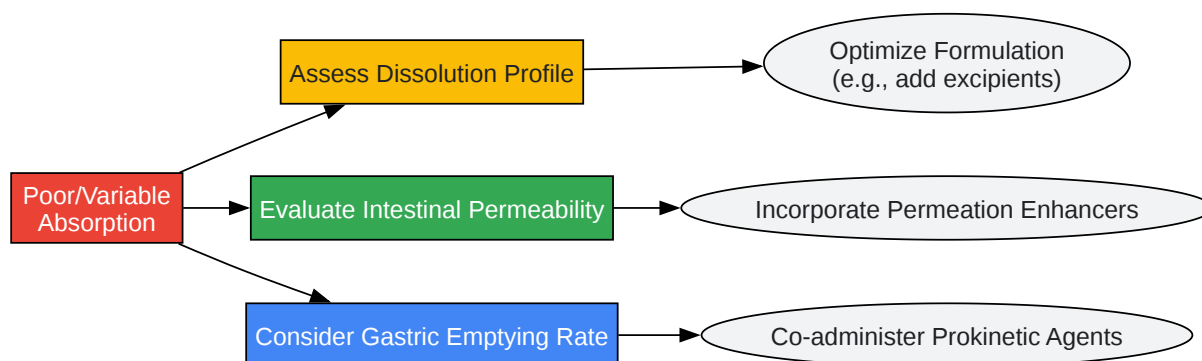 Assess Dissolution Profile
Optimize Formulation
(e.g., add excipients)
Poor/Variable
Absorption
Evaluate Intestinal Permeability
Incorporate Permeation Enhancers
Consider Gastric Emptying Rate
Co-administer Prokinetic Agents